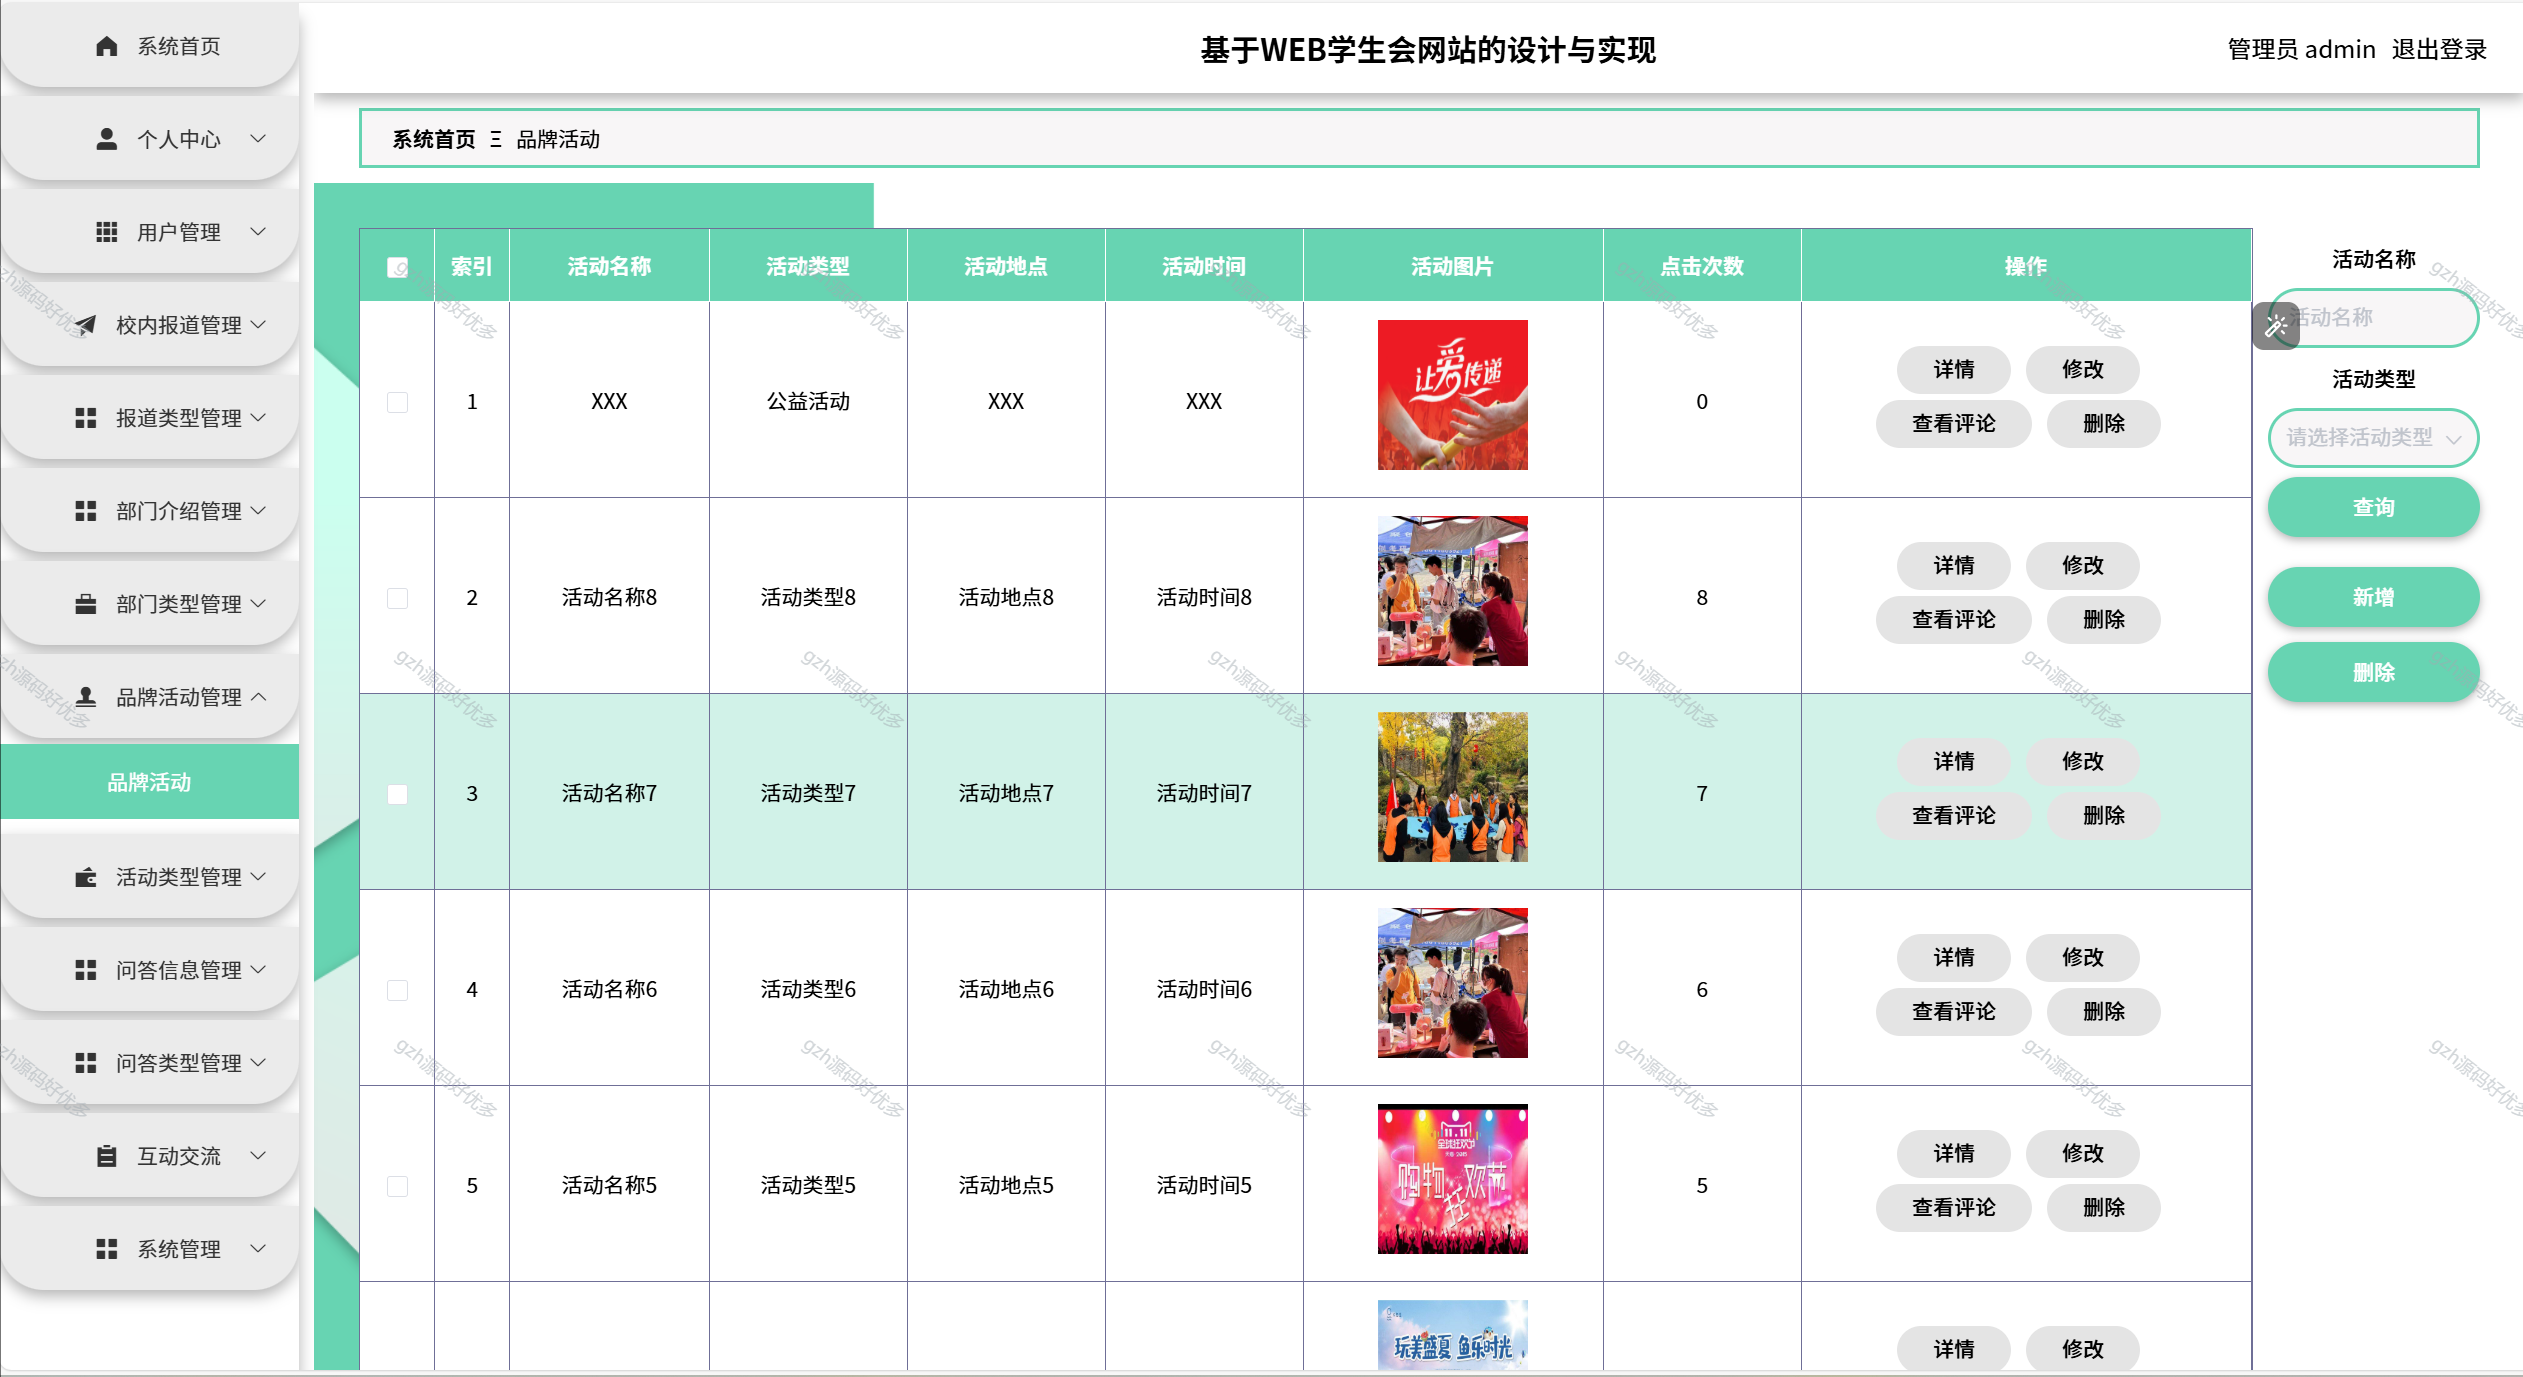 基于WEB学生会网站的设计与实现
管理员 admin 退出登录
系统首页
个人中心
用户管理
校内报道管理
报道类型管理
部门介绍管理
部门类型管理
品牌活动管理
品牌活动
活动类型管理
问答信息管理
问答类型管理
互动交流
系统管理
系统首页 Ξ 品牌活动
索引 活动名称 活动类型 活动地点 活动时间 活动图片 点击次数 操作
1 XXX 公益活动 XXX XXX 0
让爱传递
详情 修改
查看评论 删除
2 活动名称8 活动类型8 活动地点8 活动时间8 8
详情 修改
查看评论 删除
3 活动名称7 活动类型7 活动地点7 活动时间7 7
详情 修改
查看评论 删除
4 活动名称6 活动类型6 活动地点6 活动时间6 6
详情 修改
查看评论 删除
5 活动名称5 活动类型5 活动地点5 活动时间5 5
11.11
全球狂欢节
购物狂欢节
详情 修改
查看评论 删除
玩美盛夏 鱼乐时光
详情 修改
活动名称
活动名称
活动类型
请选择活动类型
查询
新增
删除
gzh源码好优多